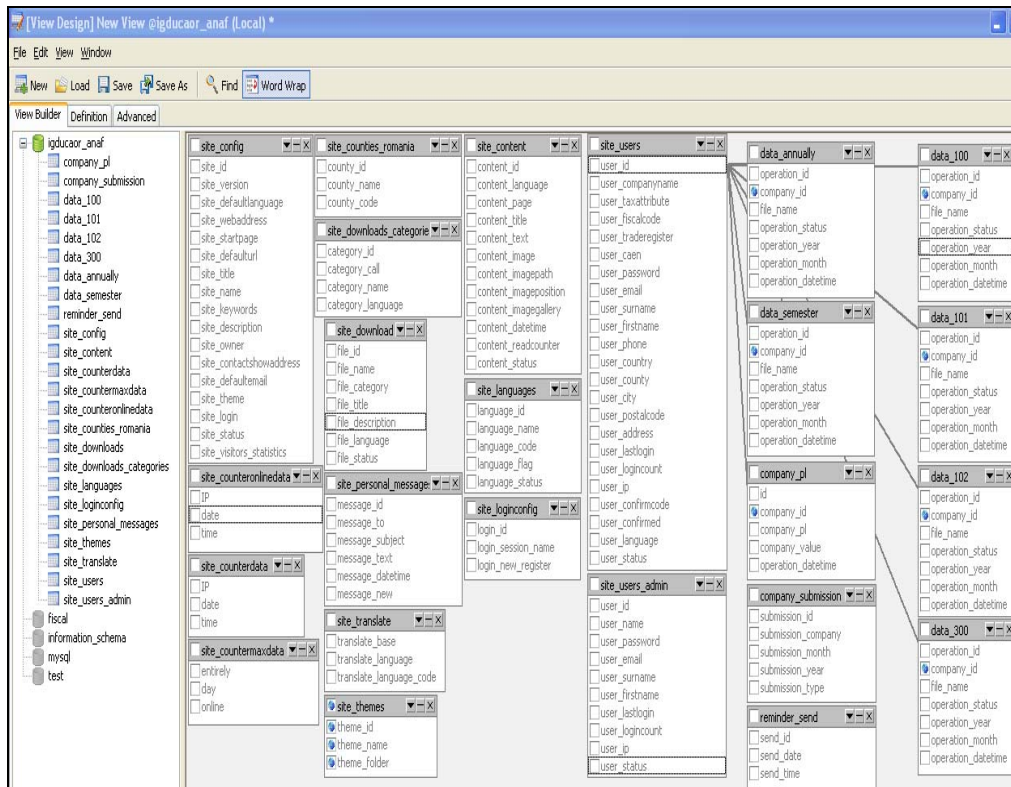 [View Design] New View @igducaor_anaf (Local) *
File Edit View Window
New Load Save Save As Find Word Wrap
View Builder Definition Advanced
igducaor_anaf
company_pl
company_submission
data_100
data_101
data_102
data_300
data_annually
data_semester
reminder_send
site_config
site_content
site_counterdata
site_countermaxdata
site_counteronlinedata
site_counties_romania
site_downloads
site_downloads_categories
site_languages
site_loginconfig
site_personal_messages
site_themes
site_translate
site_users
site_users_admin
fiscal
information_schema
mysql
test
site_config
site_id
site_version
site_defaultlanguage
site_webaddress
site_startpage
site_defaulturl
site_title
site_name
site_keywords
site_description
site_owner
site_contactshowaddress
site_defaultemail
site_theme
site_login
site_status
site_visitors_statistics
site_counteronlinedata
IP
date
time
site_counterdata
IP
date
time
site_countermaxdata
entirely
day
online
site_counties_romania
county_id
county_name
county_code
site_downloads_categorie
category_id
category_call
category_name
category_language
site_download
file_id
file_name
file_category
file_title
file_description
file_language
file_status
site_personal_message
message_id
message_to
message_subject
message_text
message_datetime
message_new
site_translate
translate_base
translate_language
translate_language_code
site_themes
theme_id
theme_name
theme_folder
site_content
content_id
content_language
content_page
content_title
content_text
content_image
content_imagepath
content_imageposition
content_imagegallery
content_datetime
content_readcounter
content_status
site_languages
language_id
language_name
language_code
language_flag
language_status
site_loginconfig
login_id
login_session_name
login_new_register
site_users
user_id
user_companyname
user_taxattribute
user_fiscalcode
user_traderegister
user_caen
user_password
user_email
user_surname
user_firstname
user_phone
user_country
user_county
user_city
user_postalcode
user_address
user_lastlogin
user_logincount
user_ip
user_confirmcode
user_confirmed
user_language
user_status
site_users_admin
user_id
user_name
user_password
user_email
user_surname
user_firstname
user_lastlogin
user_logincount
user_ip
user_status
data_annually
operation_id
company_id
file_name
operation_status
operation_year
operation_month
operation_datetime
data_semester
operation_id
company_id
file_name
operation_status
operation_year
operation_month
operation_datetime
company_pl
id
company_id
company_pl
company_value
operation_datetime
company_submission
submission_id
submission_company
submission_month
submission_year
submission_type
reminder_send
send_id
send_date
send_time
data_100
operation_id
company_id
file_name
operation_status
operation_year
operation_month
operation_datetime
data_101
operation_id
company_id
file_name
operation_status
operation_year
operation_month
operation_datetime
data_102
operation_id
company_id
file_name
operation_status
operation_year
operation_month
operation_datetime
data_300
operation_id
company_id
file_name
operation_status
operation_year
operation_month
operation_datetime